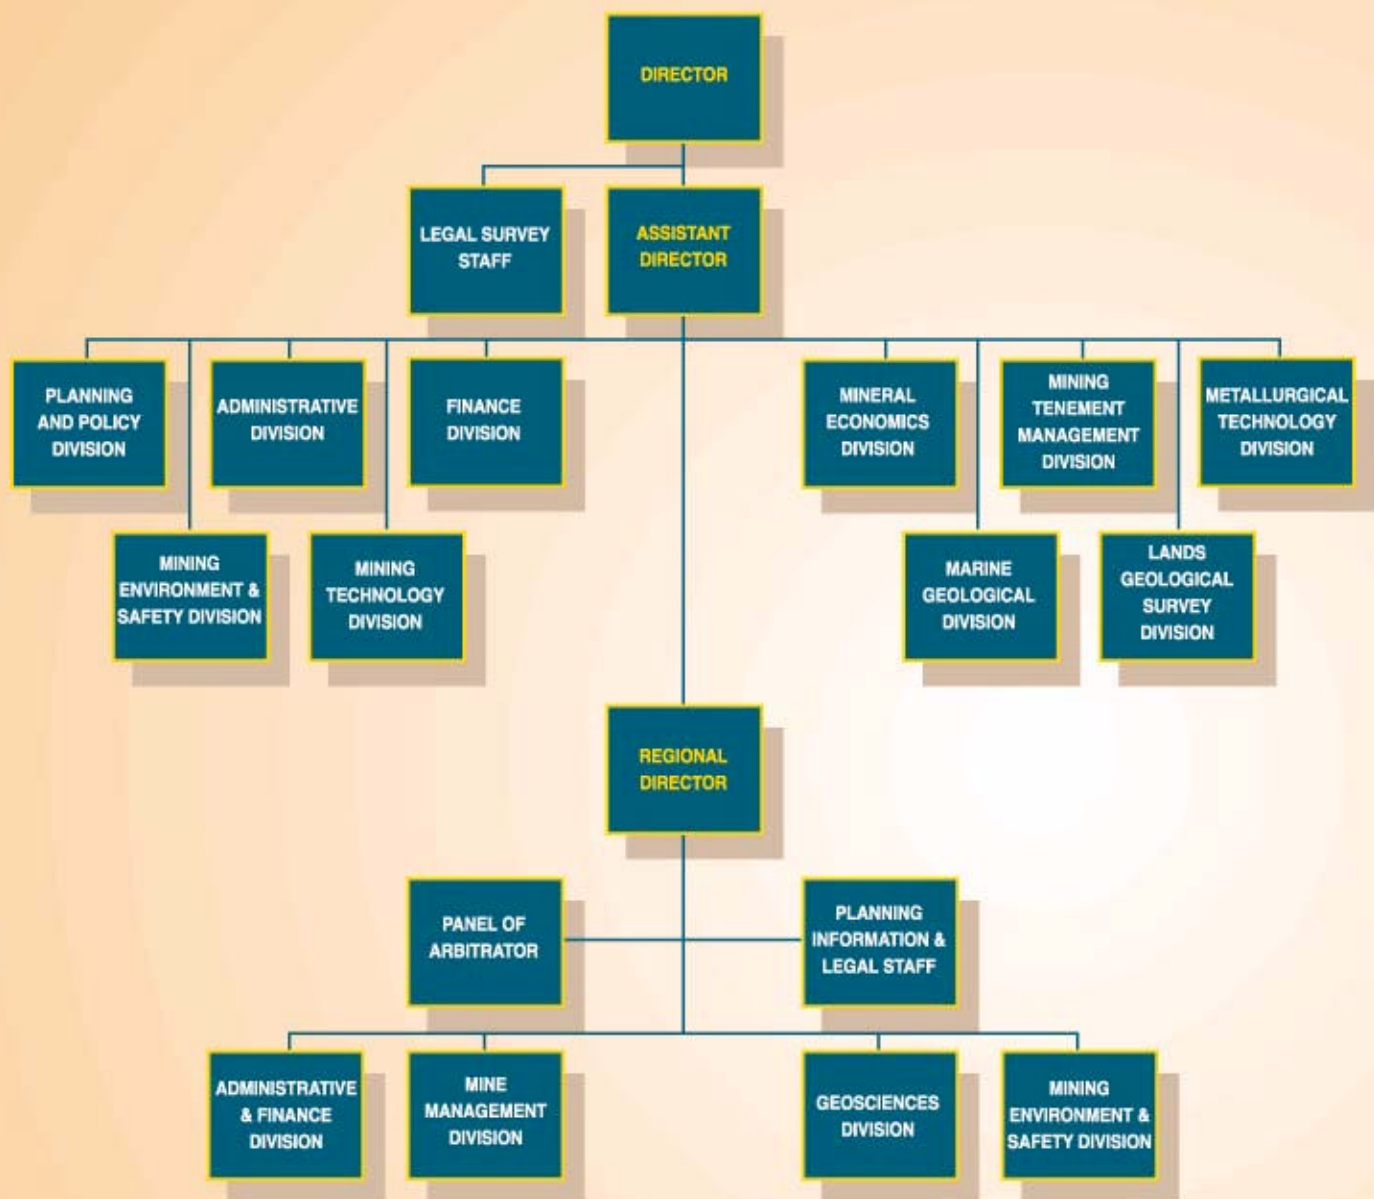 DIRECTOR
LEGAL SURVEY
STAFF
ASSISTANT
DIRECTOR
PLANNING
AND POLICY
DIVISION
ADMINISTRATIVE
DIVISION
FINANCE
DIVISION
MINERAL
ECONOMICS
DIVISION
MINING
TENEMENT
MANAGEMENT
DIVISION
METALLURGICAL
TECHNOLOGY
DIVISION
MINING
ENVIRONMENT &
SAFETY DIVISION
MINING
TECHNOLOGY
DIVISION
MARINE
GEOLOGICAL
DIVISION
LANDS
GEOLOGICAL
SURVEY
DIVISION
REGIONAL
DIRECTOR
PANEL OF
ARBITRATOR
PLANNING
INFORMATION &
LEGAL STAFF
ADMINISTRATIVE
& FINANCE
DIVISION
MINE
MANAGEMENT
DIVISION
GEOSCIENCES
DIVISION
MINING
ENVIRONMENT &
SAFETY DIVISION